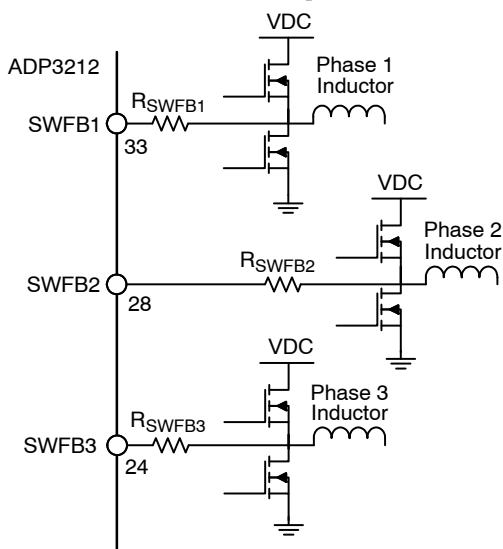 VDC
ADP3212
Phase 1
Inductor
RSWFB1
SWFB1
33
VDC
Phase 2
Inductor
RSWFB2
SWFB2
28
VDC
Phase 3
Inductor
RSWFB3
SWFB3
24